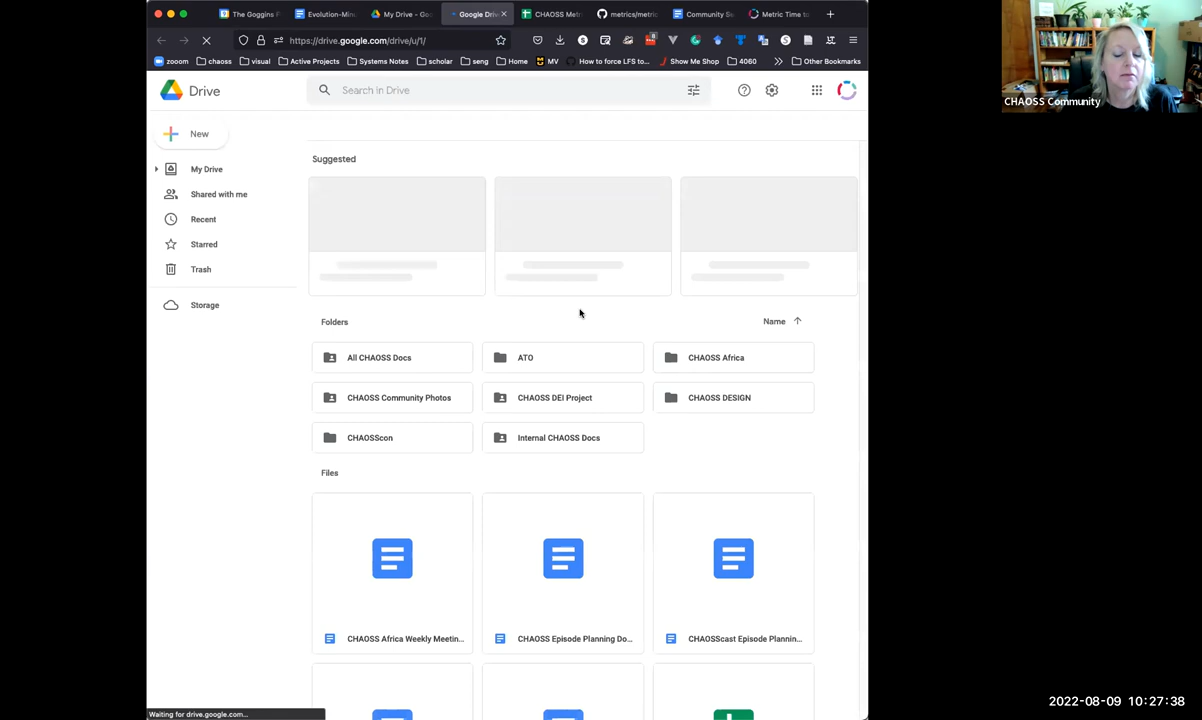 The Goggins F
Evolution-Minu
My Drive - Goo
Google Driv
CHAOSS Metr
metrics/metric
Community Se
Metric Time to
https://drive.google.com/drive/u/1/
zooom
chaoss
visual
Active Projects
Systems Notes
scholar
seng
Home
MV
How to force LFS to...
Show Me Shop
4060
Other Bookmarks
Drive
Search in Drive
New
My Drive
Shared with me
Recent
Starred
Trash
Storage
Suggested
Folders
Name
All CHAOSS Docs
ATO
CHAOSS Africa
CHAOSS Community Photos
CHAOSS DEI Project
CHAOSS DESIGN
CHAOSScon
Internal CHAOSS Docs
Files
CHAOSS Africa Weekly Meetin...
CHAOSS Episode Planning Do...
CHAOSScast Episode Plannin...
Waiting for drive.google.com...
CHAOSS Community
2022-08-09 10:27:38